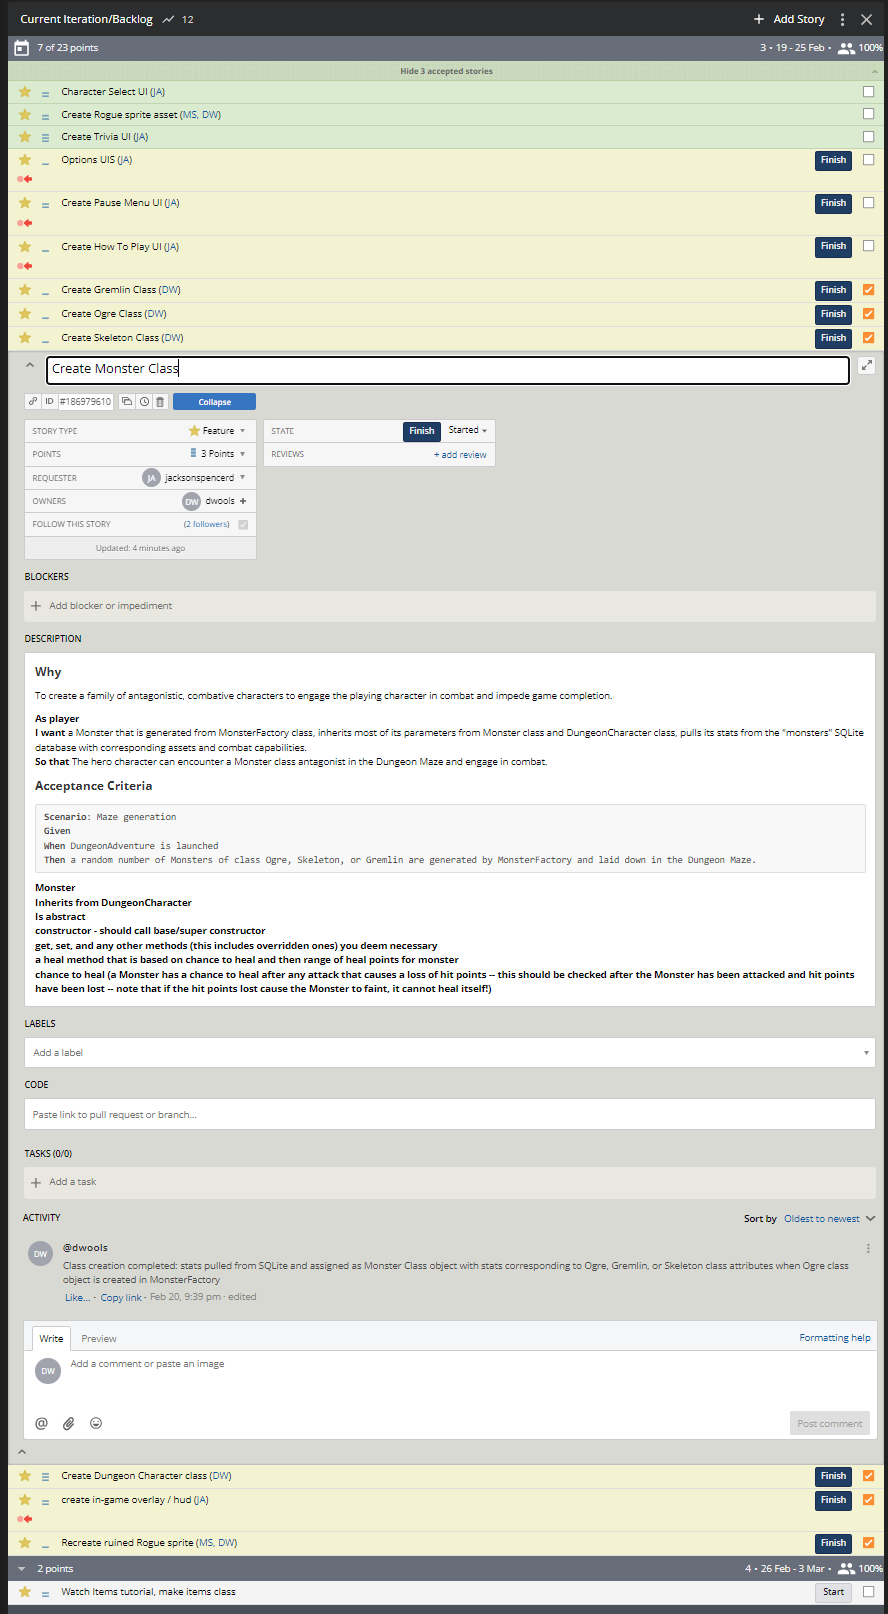 Current Iteration/Backlog 12 + Add Story
7 of 23 points 3 • 19 - 25 Feb • 100%
Hide 3 accepted stories
Character Select UI (JA)
Create Rogue sprite asset (MS, DW)
Create Trivia UI (JA)
Options UIS (JA) Finish
Create Pause Menu UI (JA) Finish
Create How To Play UI (JA) Finish
Create Gremlin Class (DW) Finish
Create Ogre Class (DW) Finish
Create Skeleton Class (DW) Finish
Create Monster Class
ID #186979610 Collapse
STORY TYPE Feature
POINTS 3 Points
REQUESTER JA jacksonspencerd
OWNERS DW dwools +
FOLLOW THIS STORY (2 followers)
Updated: 4 minutes ago
STATE Finish Started
REVIEWS + add review
BLOCKERS
+ Add blocker or impediment
DESCRIPTION
Why
To create a family of antagonistic, combative characters to engage the playing character in combat and impede game completion.
As player
I want a Monster that is generated from MonsterFactory class, inherits most of its parameters from Monster class and DungeonCharacter class, pulls its stats from the "monsters" SQLite
database with corresponding assets and combat capabilities.
So that The hero character can encounter a Monster class antagonist in the Dungeon Maze and engage in combat.
Acceptance Criteria
Scenario: Maze generation
Given
When DungeonAdventure is launched
Then a random number of Monsters of class Ogre, Skeleton, or Gremlin are generated by MonsterFactory and laid down in the Dungeon Maze.
Monster
Inherits from DungeonCharacter
Is abstract
constructor - should call base/super constructor
get, set, and any other methods (this includes overridden ones) you deem necessary
a heal method that is based on chance to heal and then range of heal points for monster
chance to heal (a Monster has a chance to heal after any attack that causes a loss of hit points -- this should be checked after the Monster has been attacked and hit points
have been lost -- note that if the hit points lost cause the Monster to faint, it cannot heal itself!)
LABELS
Add a label
CODE
Paste link to pull request or branch...
TASKS (0/0)
+ Add a task
ACTIVITY Sort by Oldest to newest
DW @dwools
Class creation completed: stats pulled from SQLite and assigned as Monster Class object with stats corresponding to Ogre, Gremlin, or Skeleton class attributes when Ogre class
object is created in MonsterFactory
Like... • Copy link • Feb 20, 9:39 pm · edited
Write Preview Formatting help
DW Add a comment or paste an image
@ Post comment
Create Dungeon Character class (DW) Finish
create in-game overlay / hud (JA) Finish
Recreate ruined Rogue sprite (MS, DW) Finish
2 points 4 • 26 Feb - 3 Mar • 100%
Watch Items tutorial, make items class Start